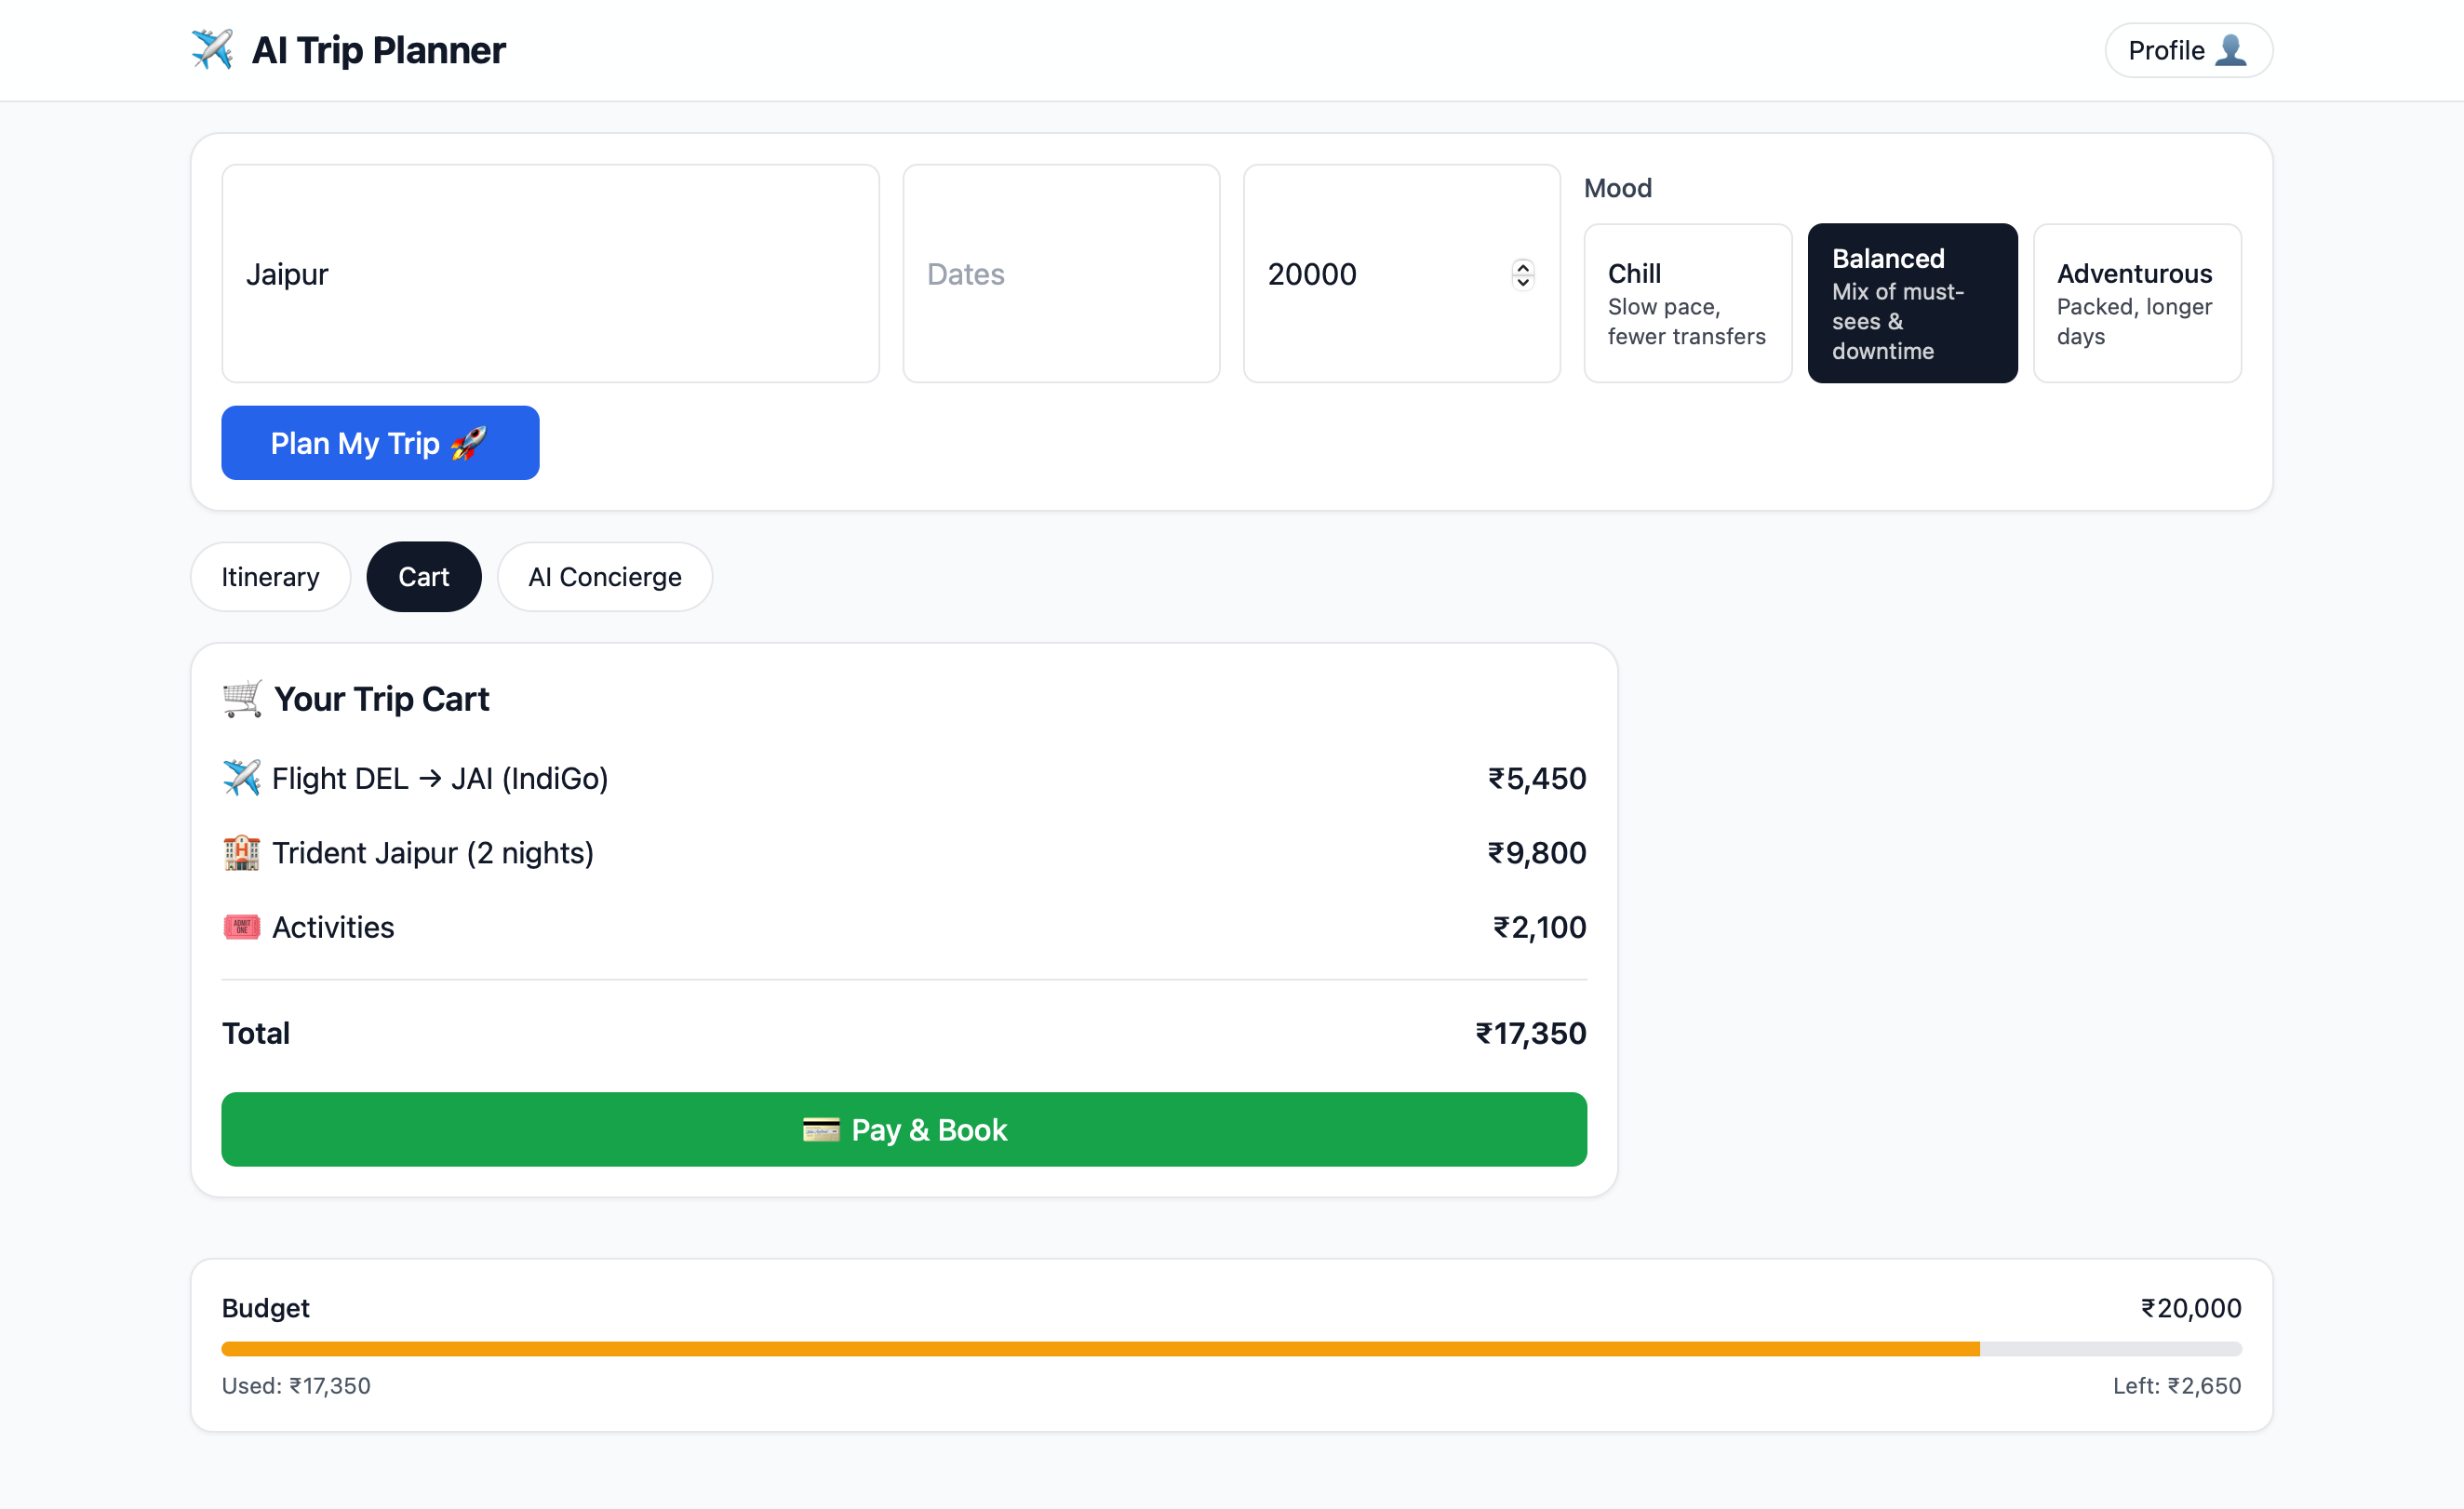 AI Trip Planner
Profile
Jaipur
Dates
20000
Mood
Chill
Slow pace,
fewer transfers
Balanced
Mix of must-
sees &
downtime
Adventurous
Packed, longer
days
Plan My Trip
Itinerary
Cart
AI Concierge
Your Trip Cart
Flight DEL → JAI (IndiGo) ₹5,450
Trident Jaipur (2 nights) ₹9,800
Activities ₹2,100
Total ₹17,350
Pay & Book
Budget ₹20,000
Used: ₹17,350 Left: ₹2,650